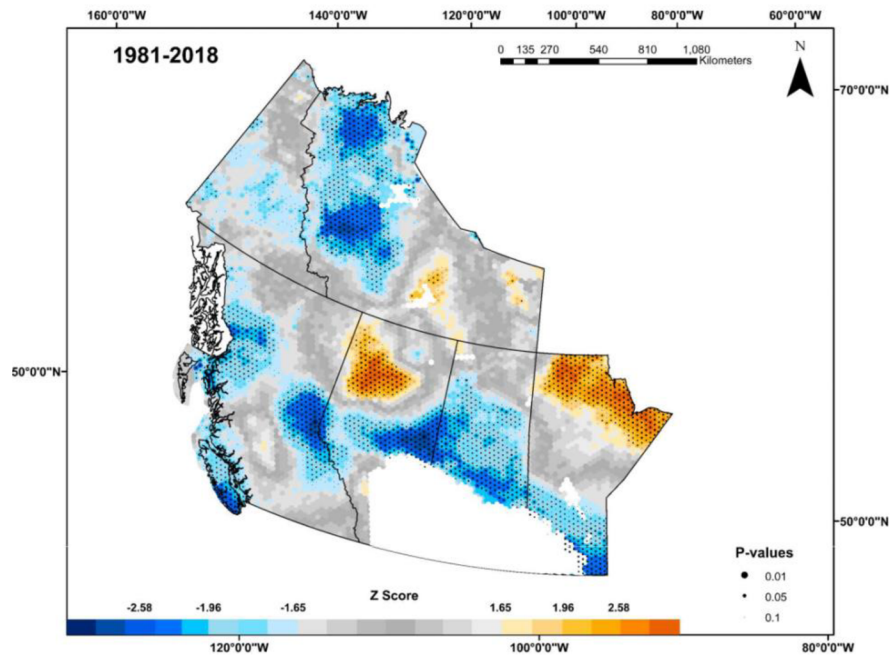 160°0'0"W 140°0'0"W 120°0'0"W 100°0'0"W 80°0'0"W 60°0'0"W
1981-2018
0 135 270 540 810 1,080
Kilometers
N
70°0'0"N
50°0'0"N
50°0'0"N
P-values
0.01
0.05
0.1
Z Score
-2.58 -1.96 -1.65 1.65 1.96 2.58
120°0'0"W 100°0'0"W 80°0'0"W